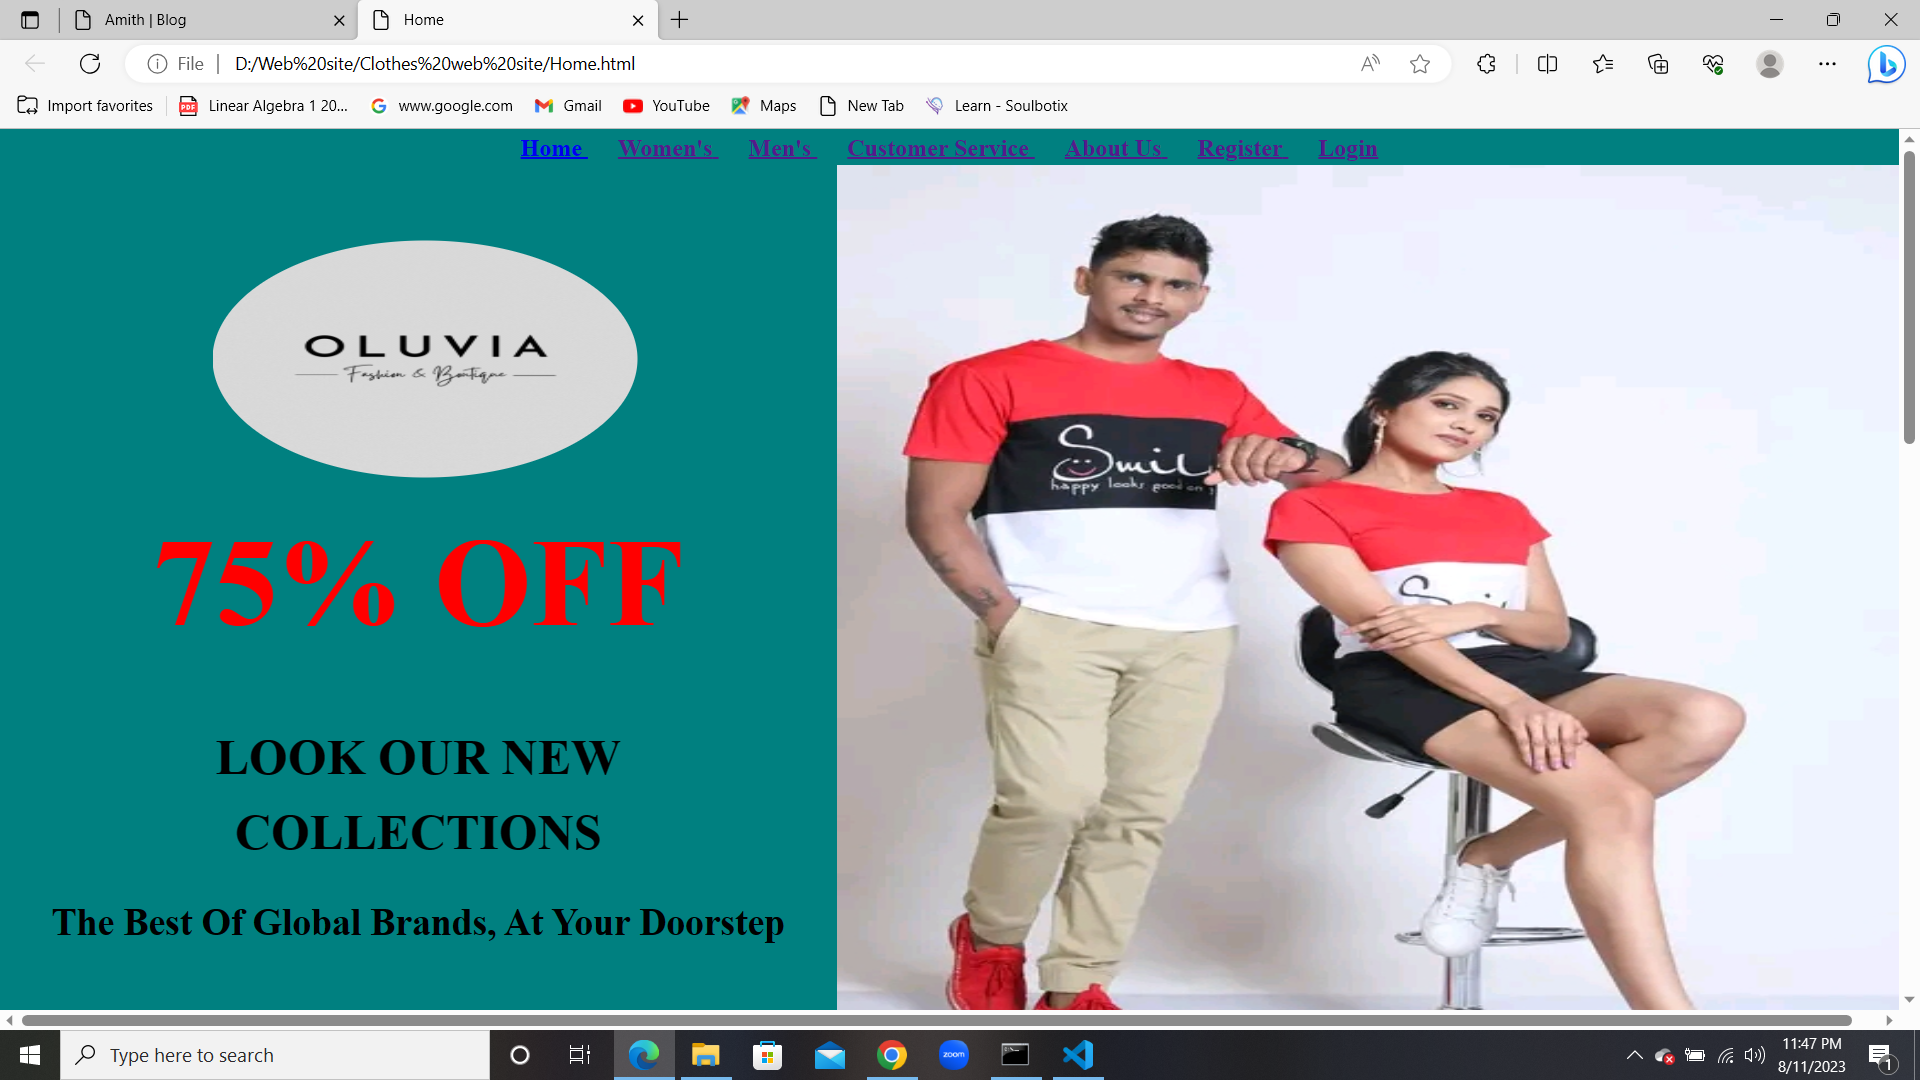 Amith | Blog
Home
File
D:/Web%20site/Clothes%20web%20site/Home.html
Import favorites
Linear Algebra 1 20...
www.google.com
Gmail
YouTube
Maps
New Tab
Learn - Soulbotix
Home Women's Men's Customer Service About Us Register Login
OLUVIA
Fashion & Boutique
75% OFF
Smil
happy looks good on
LOOK OUR NEW
COLLECTIONS
The Best Of Global Brands, At Your Doorstep
Type here to search
zoom
11:47 PM
8/11/2023
1